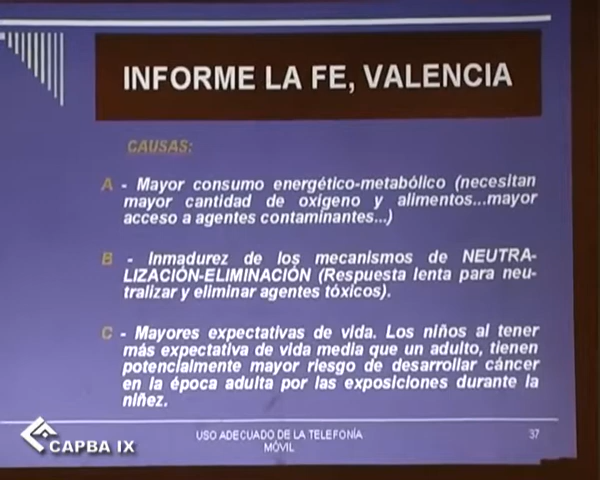 INFORME LA FE, VALENCIA
CAUSAS:
A - Mayor consumo energético-metabólico (necesitan
mayor cantidad de oxígeno y alimentos...mayor
acceso a agentes contaminantes...)
B - Inmadurez de los mecanismos de NEUTRA-
LIZACIÓN-ELIMINACIÓN (Respuesta lenta para neu-
tralizar y eliminar agentes tóxicos).
C - Mayores expectativas de vida. Los niños al tener
más expectativa de vida media que un adulto, tienen
potencialmente mayor riesgo de desarrollar cáncer
en la época adulta por las exposiciones durante la
niñez.
USO ADECUADO DE LA TELEFONÍA
MÓVIL
37
CAPBA IX